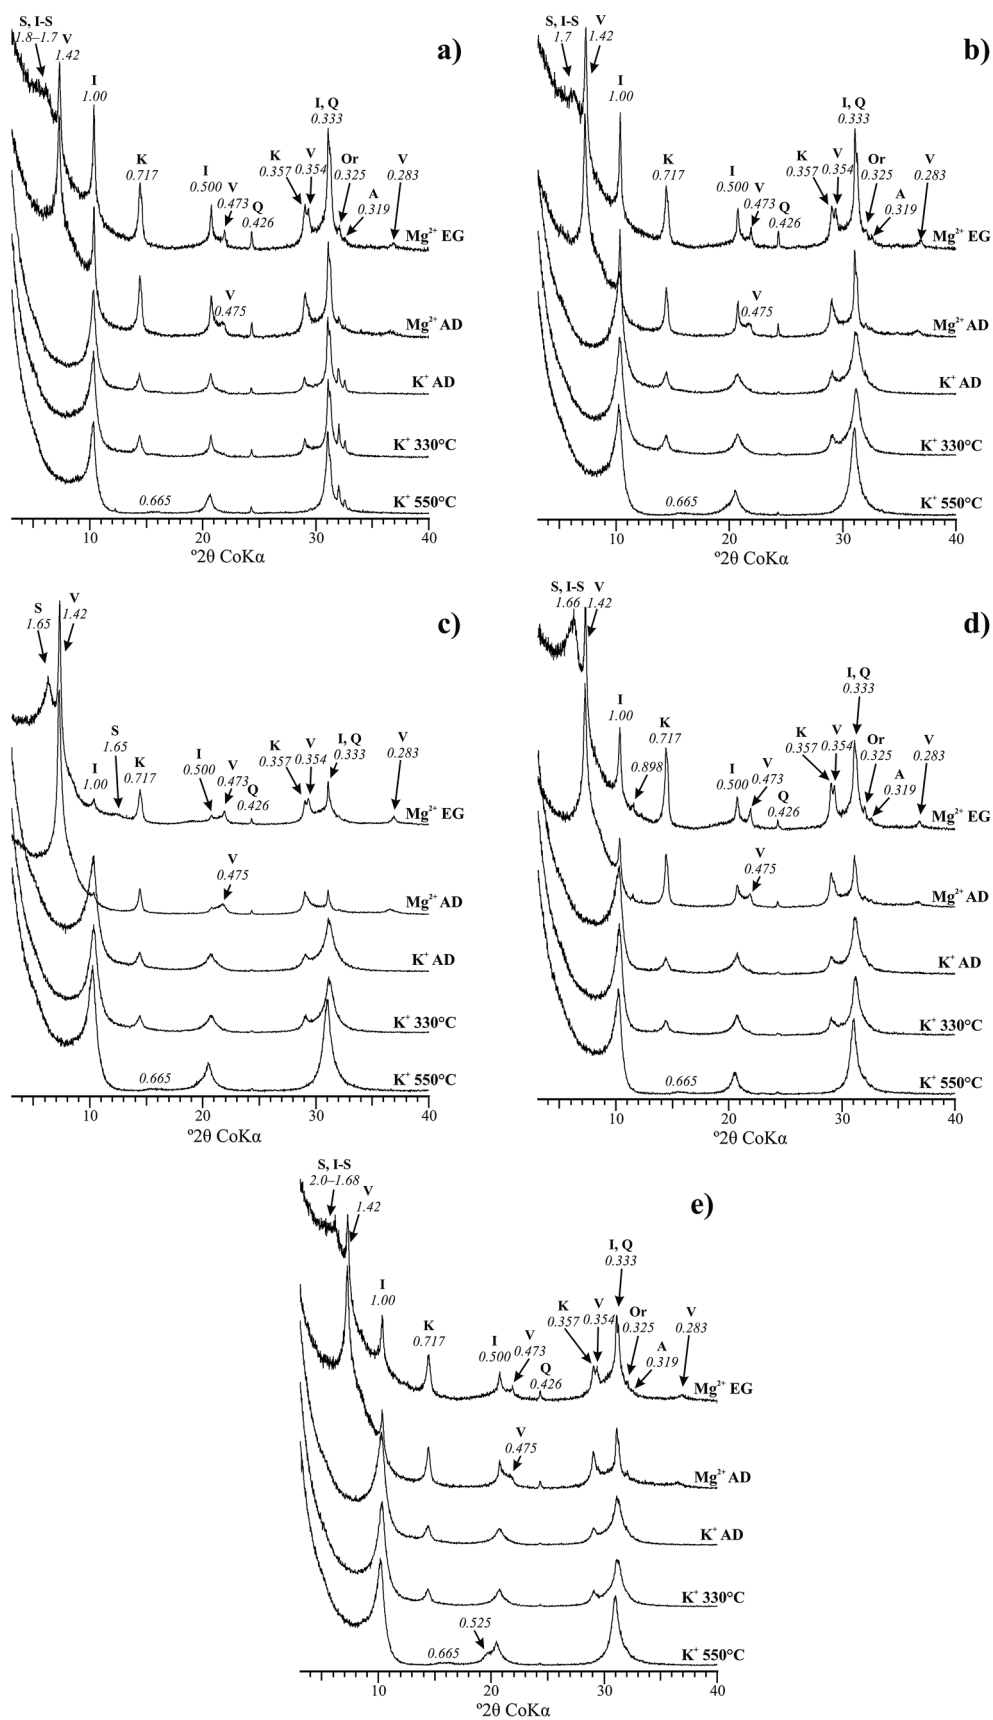 a)
S, I-S
1.8–1.7
V
1.42
I
1.00
K
0.717
I
0.500
V
0.473
Q
0.426
K
0.357
V
0.354
I, Q
0.333
Or
0.325
A
0.319
V
0.283
Mg²⁺ EG
V
0.475
Mg²⁺ AD
K⁺ AD
K⁺ 330°C
0.665
K⁺ 550°C
10 20 30 40
º2θ CoKα
b)
S, I-S
1.7
V
1.42
I
1.00
K
0.717
I
0.500
V
0.473
Q
0.426
K
0.357
V
0.354
I, Q
0.333
Or
0.325
A
0.319
V
0.283
Mg²⁺ EG
V
0.475
Mg²⁺ AD
K⁺ AD
K⁺ 330°C
0.665
K⁺ 550°C
10 20 30 40
º2θ CoKα
c)
S
1.65
V
1.42
S
1.65
I
1.00
K
0.717
I
0.500
V
0.473
Q
0.426
K
0.357
V
0.354
I, Q
0.333
V
0.283
Mg²⁺ EG
V
0.475
Mg²⁺ AD
K⁺ AD
K⁺ 330°C
0.665
K⁺ 550°C
10 20 30 40
º2θ CoKα
d)
S, I-S
1.66
V
1.42
I
1.00
0.898
K
0.717
I
0.500
V
0.473
Q
0.426
K
0.357
V
0.354
I, Q
0.333
Or
0.325
A
0.319
V
0.283
Mg²⁺ EG
V
0.475
Mg²⁺ AD
K⁺ AD
K⁺ 330°C
0.665
K⁺ 550°C
10 20 30 40
º2θ CoKα
e)
S, I-S
2.0–1.68
V
1.42
I
1.00
K
0.717
I
0.500
V
0.473
Q
0.426
K
0.357
V
0.354
I, Q
0.333
Or
0.325
A
0.319
V
0.283
Mg²⁺ EG
V
0.475
Mg²⁺ AD
K⁺ AD
K⁺ 330°C
0.525
0.665
K⁺ 550°C
10 20 30 40
º2θ CoKα